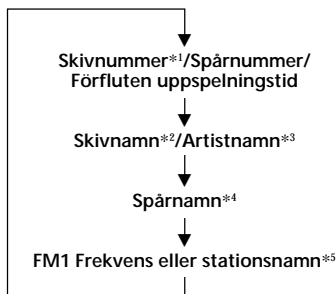 Skivnummer*1/Spårnummer/
Förfluten uppspelningstid
Skivnamn*2/Artistnamn*3
Spårnamn*4
FM1 Frekvens eller stationsnamn*5